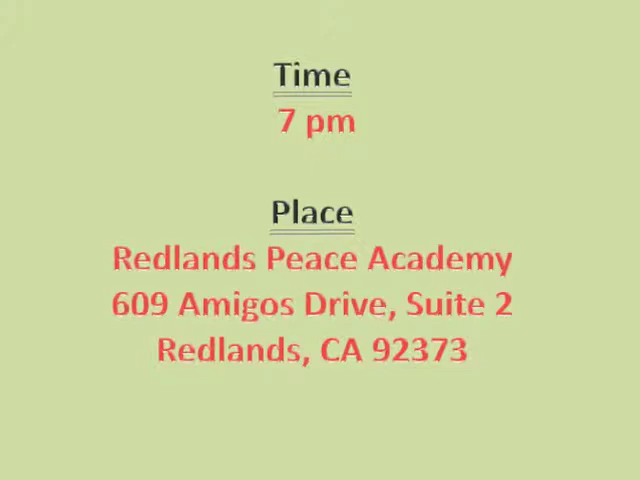 Time
7 pm
Place
Redlands Peace Academy
609 Amigos Drive, Suite 2
Redlands, CA 92373